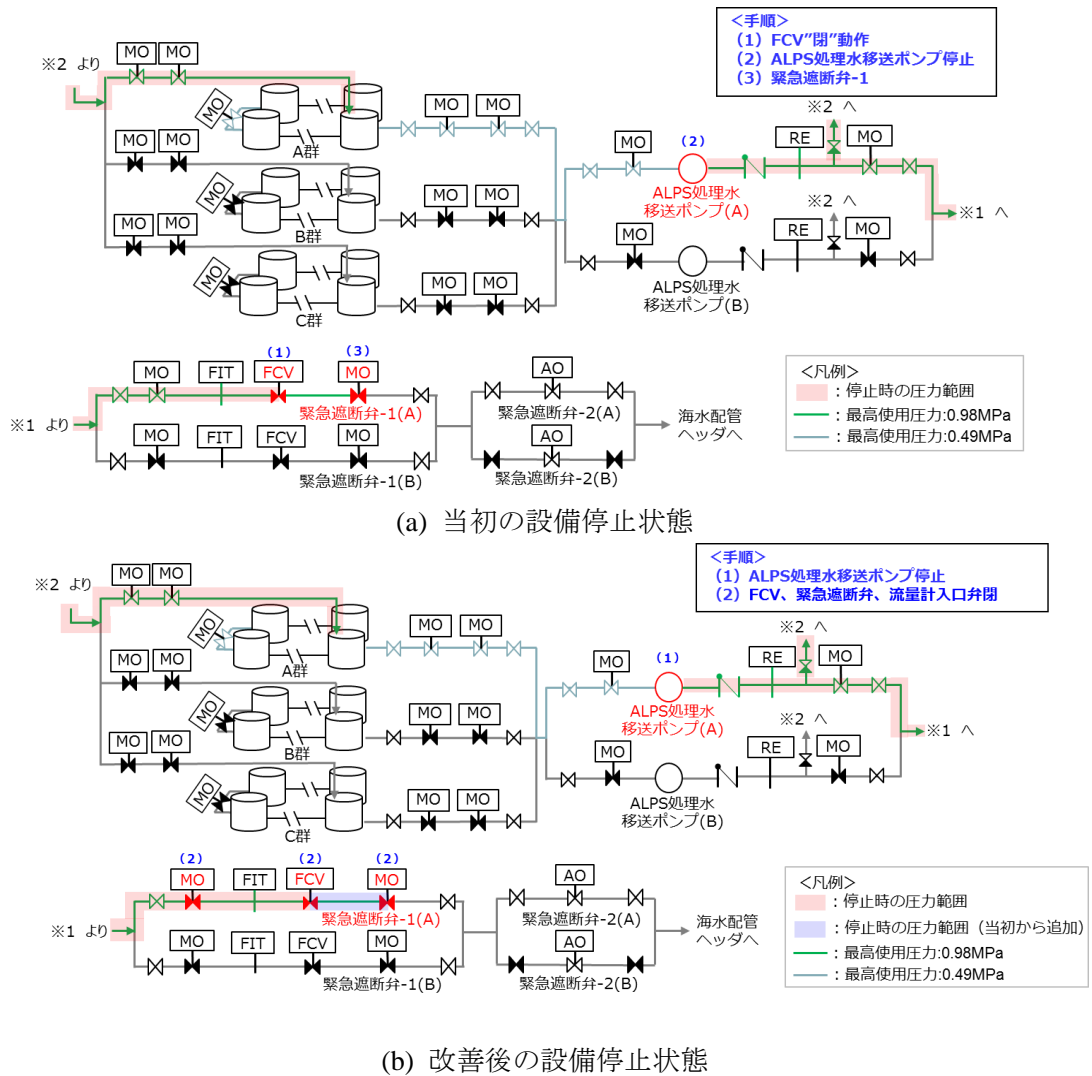 ※2 より
MO
MO
<手順>
(1) FCV”閉”動作
(2) ALPS処理水移送ポンプ停止
(3) 緊急遮断弁-1
MO
A群
MO
MO
MO
(2)
RE
※2 へ
MO
ALPS処理水
移送ポンプ(A)
※1 へ
MO
MO
MO
B群
MO
MO
MO
RE
※2 へ
MO
ALPS処理水
移送ポンプ(B)
MO
MO
MO
C群
MO
MO
(1)
(3)
MO
FIT
FCV
MO
緊急遮断弁-1(A)
※1 より
MO
FIT
FCV
MO
緊急遮断弁-1(B)
AO
緊急遮断弁-2(A)
AO
緊急遮断弁-2(B)
海水配管
ヘッダへ
<凡例>
:停止時の圧力範囲
:最高使用圧力:0.98MPa
:最高使用圧力:0.49MPa
(a) 当初の設備停止状態
※2 より
MO
MO
<手順>
(1) ALPS処理水移送ポンプ停止
(2) FCV、緊急遮断弁、流量計入口弁閉
MO
A群
MO
MO
MO
(1)
RE
※2 へ
MO
ALPS処理水
移送ポンプ(A)
※1 へ
MO
MO
MO
B群
MO
MO
MO
RE
※2 へ
MO
ALPS処理水
移送ポンプ(B)
MO
MO
MO
C群
MO
MO
(2)
(2)
(2)
MO
FIT
FCV
MO
緊急遮断弁-1(A)
※1 より
MO
FIT
FCV
MO
緊急遮断弁-1(B)
AO
緊急遮断弁-2(A)
AO
緊急遮断弁-2(B)
海水配管
ヘッダへ
<凡例>
:停止時の圧力範囲
:停止時の圧力範囲(当初から追加)
:最高使用圧力:0.98MPa
:最高使用圧力:0.49MPa
(b) 改善後の設備停止状態